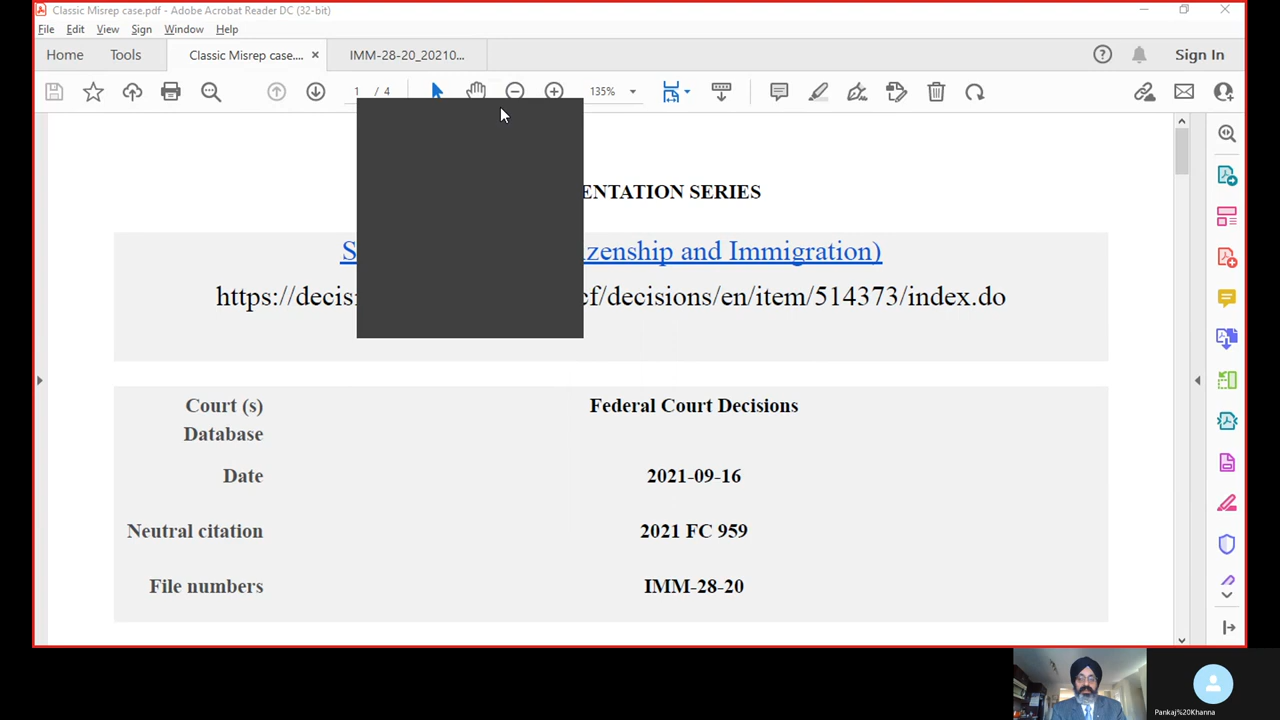 Classic Misrep case.pdf - Adobe Acrobat Reader DC (32-bit)
File Edit View Sign Window Help
Home Tools Classic Misrep case.... × IMM-28-20_20210... ? Sign In
1 / 4 135%
ENTATION SERIES
S izenship and Immigration)
https://decis cf/decisions/en/item/514373/index.do
Court (s) Database Federal Court Decisions
Date 2021-09-16
Neutral citation 2021 FC 959
File numbers IMM-28-20
Pankaj%20Khanna